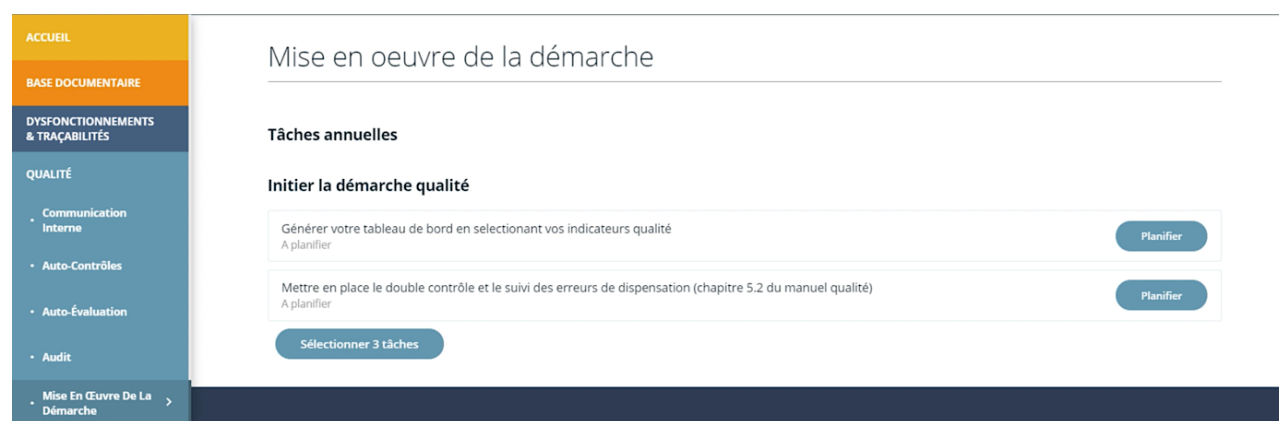 ACCUEIL
BASE DOCUMENTAIRE
DYSFONCTIONNEMENTS
& TRAÇABILITÉS
QUALITÉ
• Communication
Interne
• Auto-Contrôles
• Auto-Évaluation
• Audit
• Mise En Œuvre De La
Démarche
Mise en oeuvre de la démarche
Tâches annuelles
Initier la démarche qualité
Générer votre tableau de bord en selectionant vos indicateurs qualité
A planifier
Planifier
Mettre en place le double contrôle et le suivi des erreurs de dispensation (chapitre 5.2 du manuel qualité)
A planifier
Planifier
Sélectionner 3 tâches